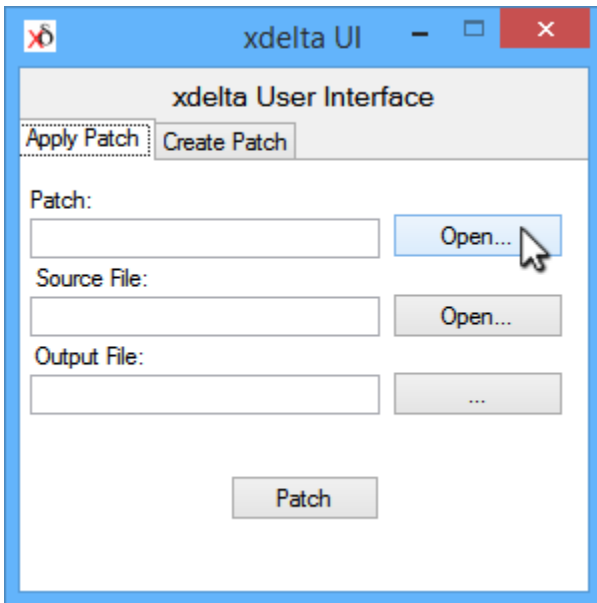 xδ xdelta UI
xdelta User Interface
Apply Patch Create Patch
Patch:
Open...
Source File:
Open...
Output File:
...
Patch